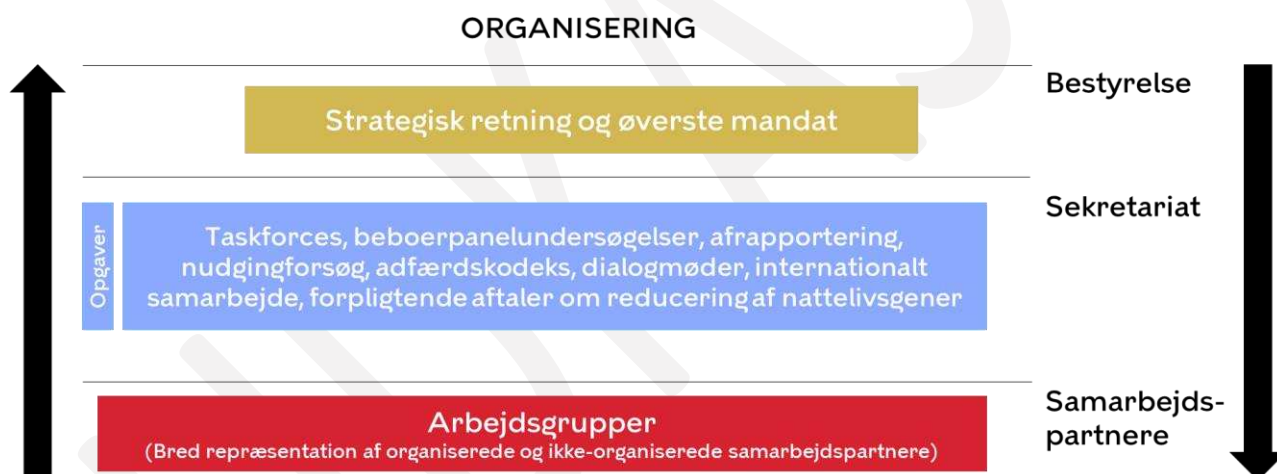 ORGANISERING
Bestyrelse
Strategisk retning og øverste mandat
Sekretariat
Opgaver
Taskforces, beboerpanelundersøgelser, afrapportering,
nudgingforsøg, adfærdskodeks, dialogmøder, internationalt
samarbejde, forpligtende aftaler om reducering af nattelivsgener
Samarbejds-
partnere
Arbejdsgrupper
(Bred repræsentation af organiserede og ikke-organiserede samarbejdspartnere)